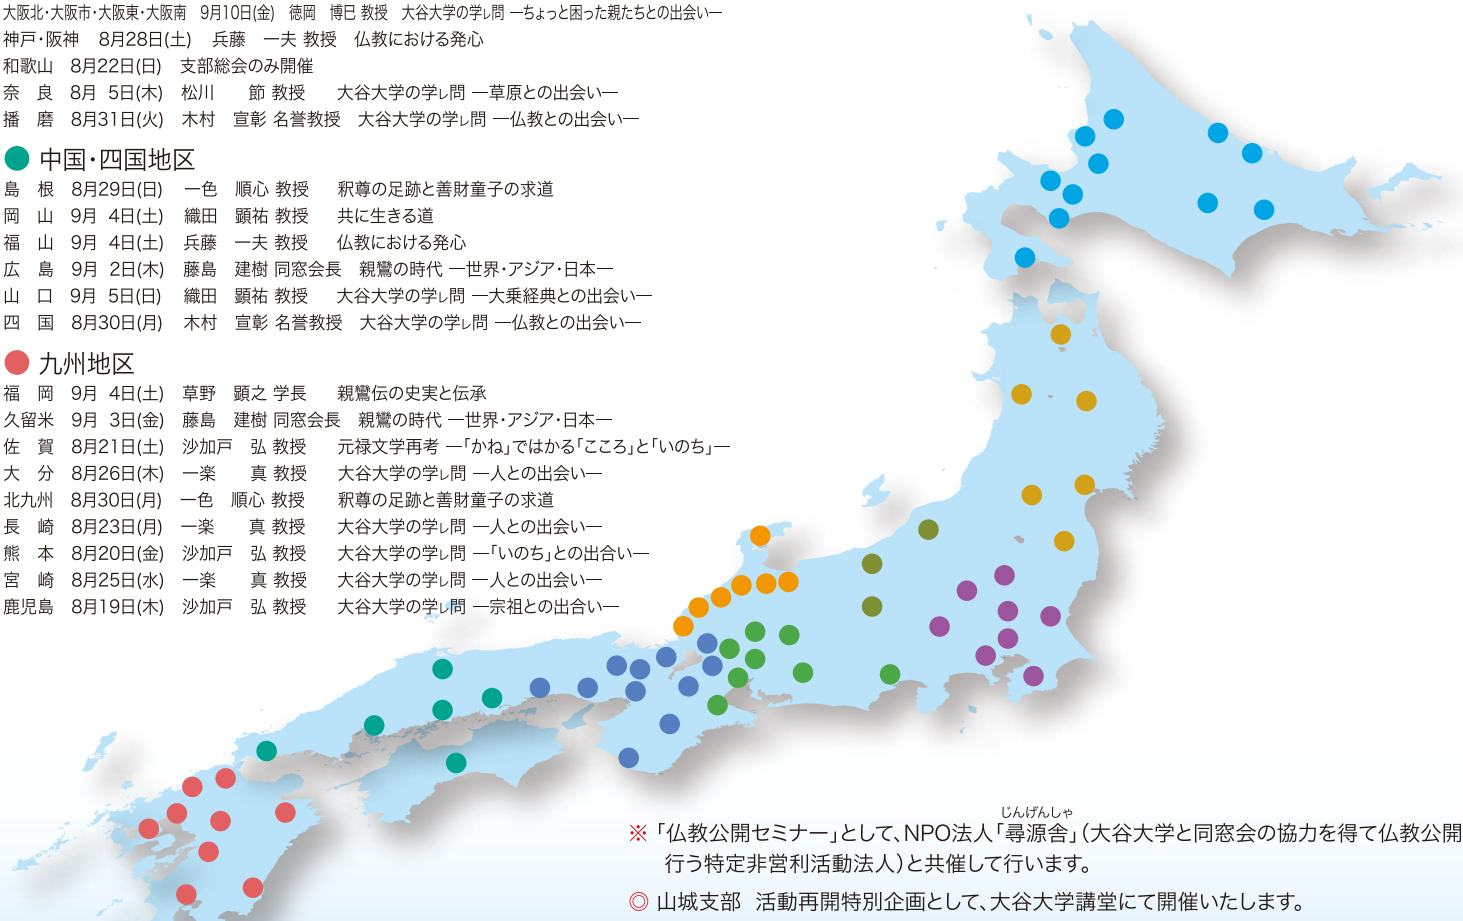 大阪北・大阪市・大阪東・大阪南　9月10日(金)　徳岡　博巳 教授　大谷大学の学レ問 ―ちょっと困った親たちとの出会い―
神戸・阪神　8月28日(土)　兵藤　一夫 教授　仏教における発心
和歌山　8月22日(日)　支部総会のみ開催
奈　良　8月 5日(木)　松川　　節 教授　大谷大学の学レ問 ―草原との出会い―
播　磨　8月31日(火)　木村　宣彰 名誉教授　大谷大学の学レ問 ―仏教との出会い―
中国・四国地区
島　根　8月29日(日)　一色　順心 教授　釈尊の足跡と善財童子の求道
岡　山　9月 4日(土)　織田　顕祐 教授　共に生きる道
福　山　9月 4日(土)　兵藤　一夫 教授　仏教における発心
広　島　9月 2日(木)　藤島　建樹 同窓会長　親鸞の時代 ―世界・アジア・日本―
山　口　9月 5日(日)　織田　顕祐 教授　大谷大学の学レ問 ―大乗経典との出会い―
四　国　8月30日(月)　木村　宣彰 名誉教授　大谷大学の学レ問 ―仏教との出会い―
九州地区
福　岡　9月 4日(土)　草野　顕之 学長　親鸞伝の史実と伝承
久留米　9月 3日(金)　藤島　建樹 同窓会長　親鸞の時代 ―世界・アジア・日本―
佐　賀　8月21日(土)　沙加戸　弘 教授　元禄文学再考 ―「かね」ではかる「こころ」と「いのち」―
大　分　8月26日(木)　一楽　　真 教授　大谷大学の学レ問 ―人との出会い―
北九州　8月30日(月)　一色　順心 教授　釈尊の足跡と善財童子の求道
長　崎　8月23日(月)　一楽　　真 教授　大谷大学の学レ問 ―人との出会い―
熊　本　8月20日(金)　沙加戸　弘 教授　大谷大学の学レ問 ―「いのち」との出合い―
宮　崎　8月25日(水)　一楽　　真 教授　大谷大学の学レ問 ―人との出会い―
鹿児島　8月19日(木)　沙加戸　弘 教授　大谷大学の学レ問 ―宗祖との出合い―
じんげんしゃ
※「仏教公開セミナー」として、NPO法人「尋源舎」（大谷大学と同窓会の協力を得て仏教公開
行う特定非営利活動法人）と共催して行います。
◎ 山城支部　活動再開特別企画として、大谷大学講堂にて開催いたします。